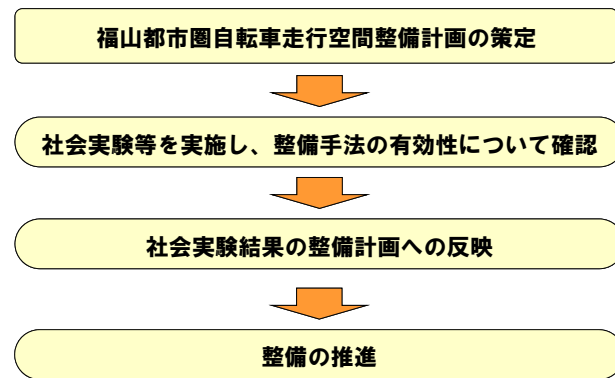 福山都市圏自転車走行空間整備計画の策定
社会実験等を実施し、整備手法の有効性について確認
社会実験結果の整備計画への反映
整備の推進